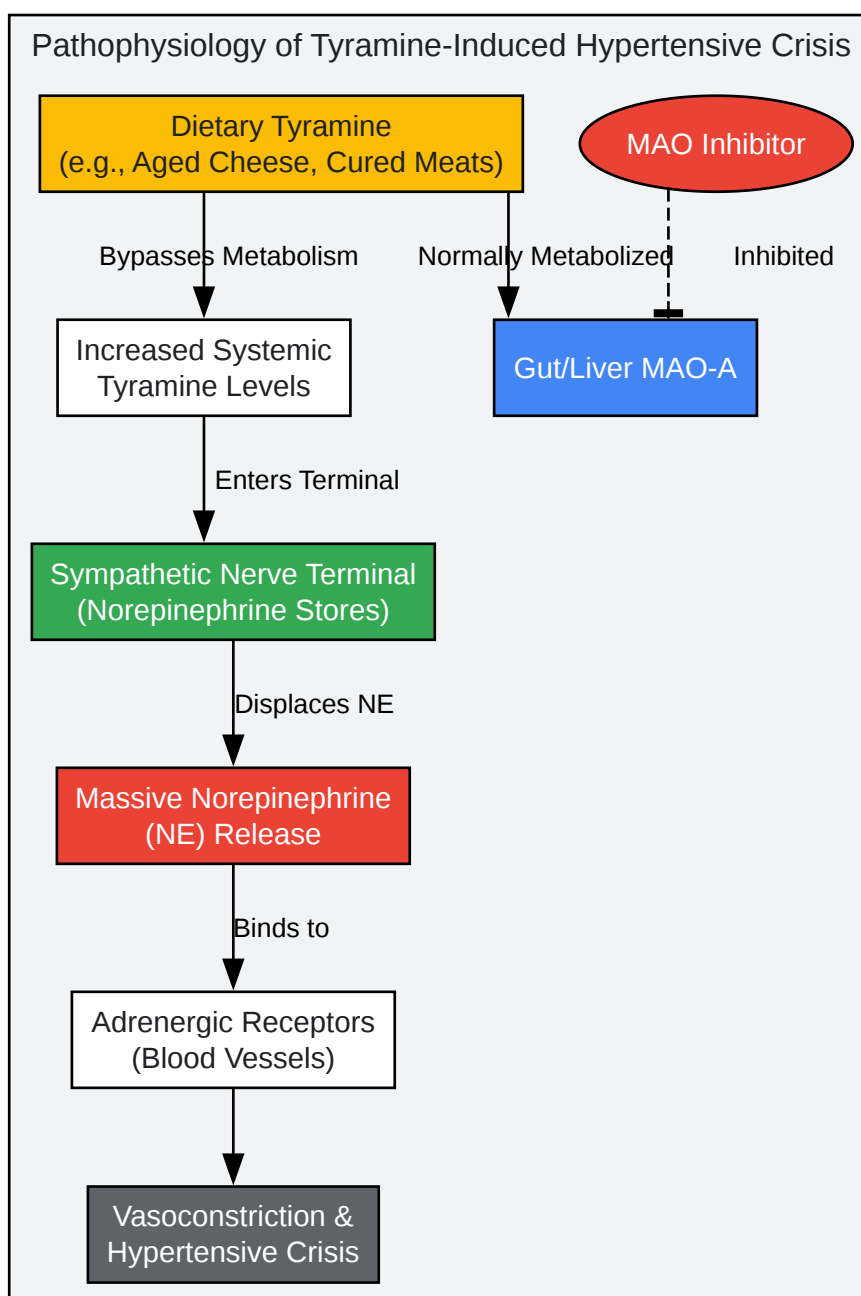 Pathophysiology of Tyramine-Induced Hypertensive Crisis
Dietary Tyramine
(e.g., Aged Cheese, Cured Meats)
MAO Inhibitor
Bypasses Metabolism
Normally Metabolized
Inhibited
Increased Systemic
Tyramine Levels
Gut/Liver MAO-A
Enters Terminal
Sympathetic Nerve Terminal
(Norepinephrine Stores)
Displaces NE
Massive Norepinephrine
(NE) Release
Binds to
Adrenergic Receptors
(Blood Vessels)
Vasoconstriction &
Hypertensive Crisis